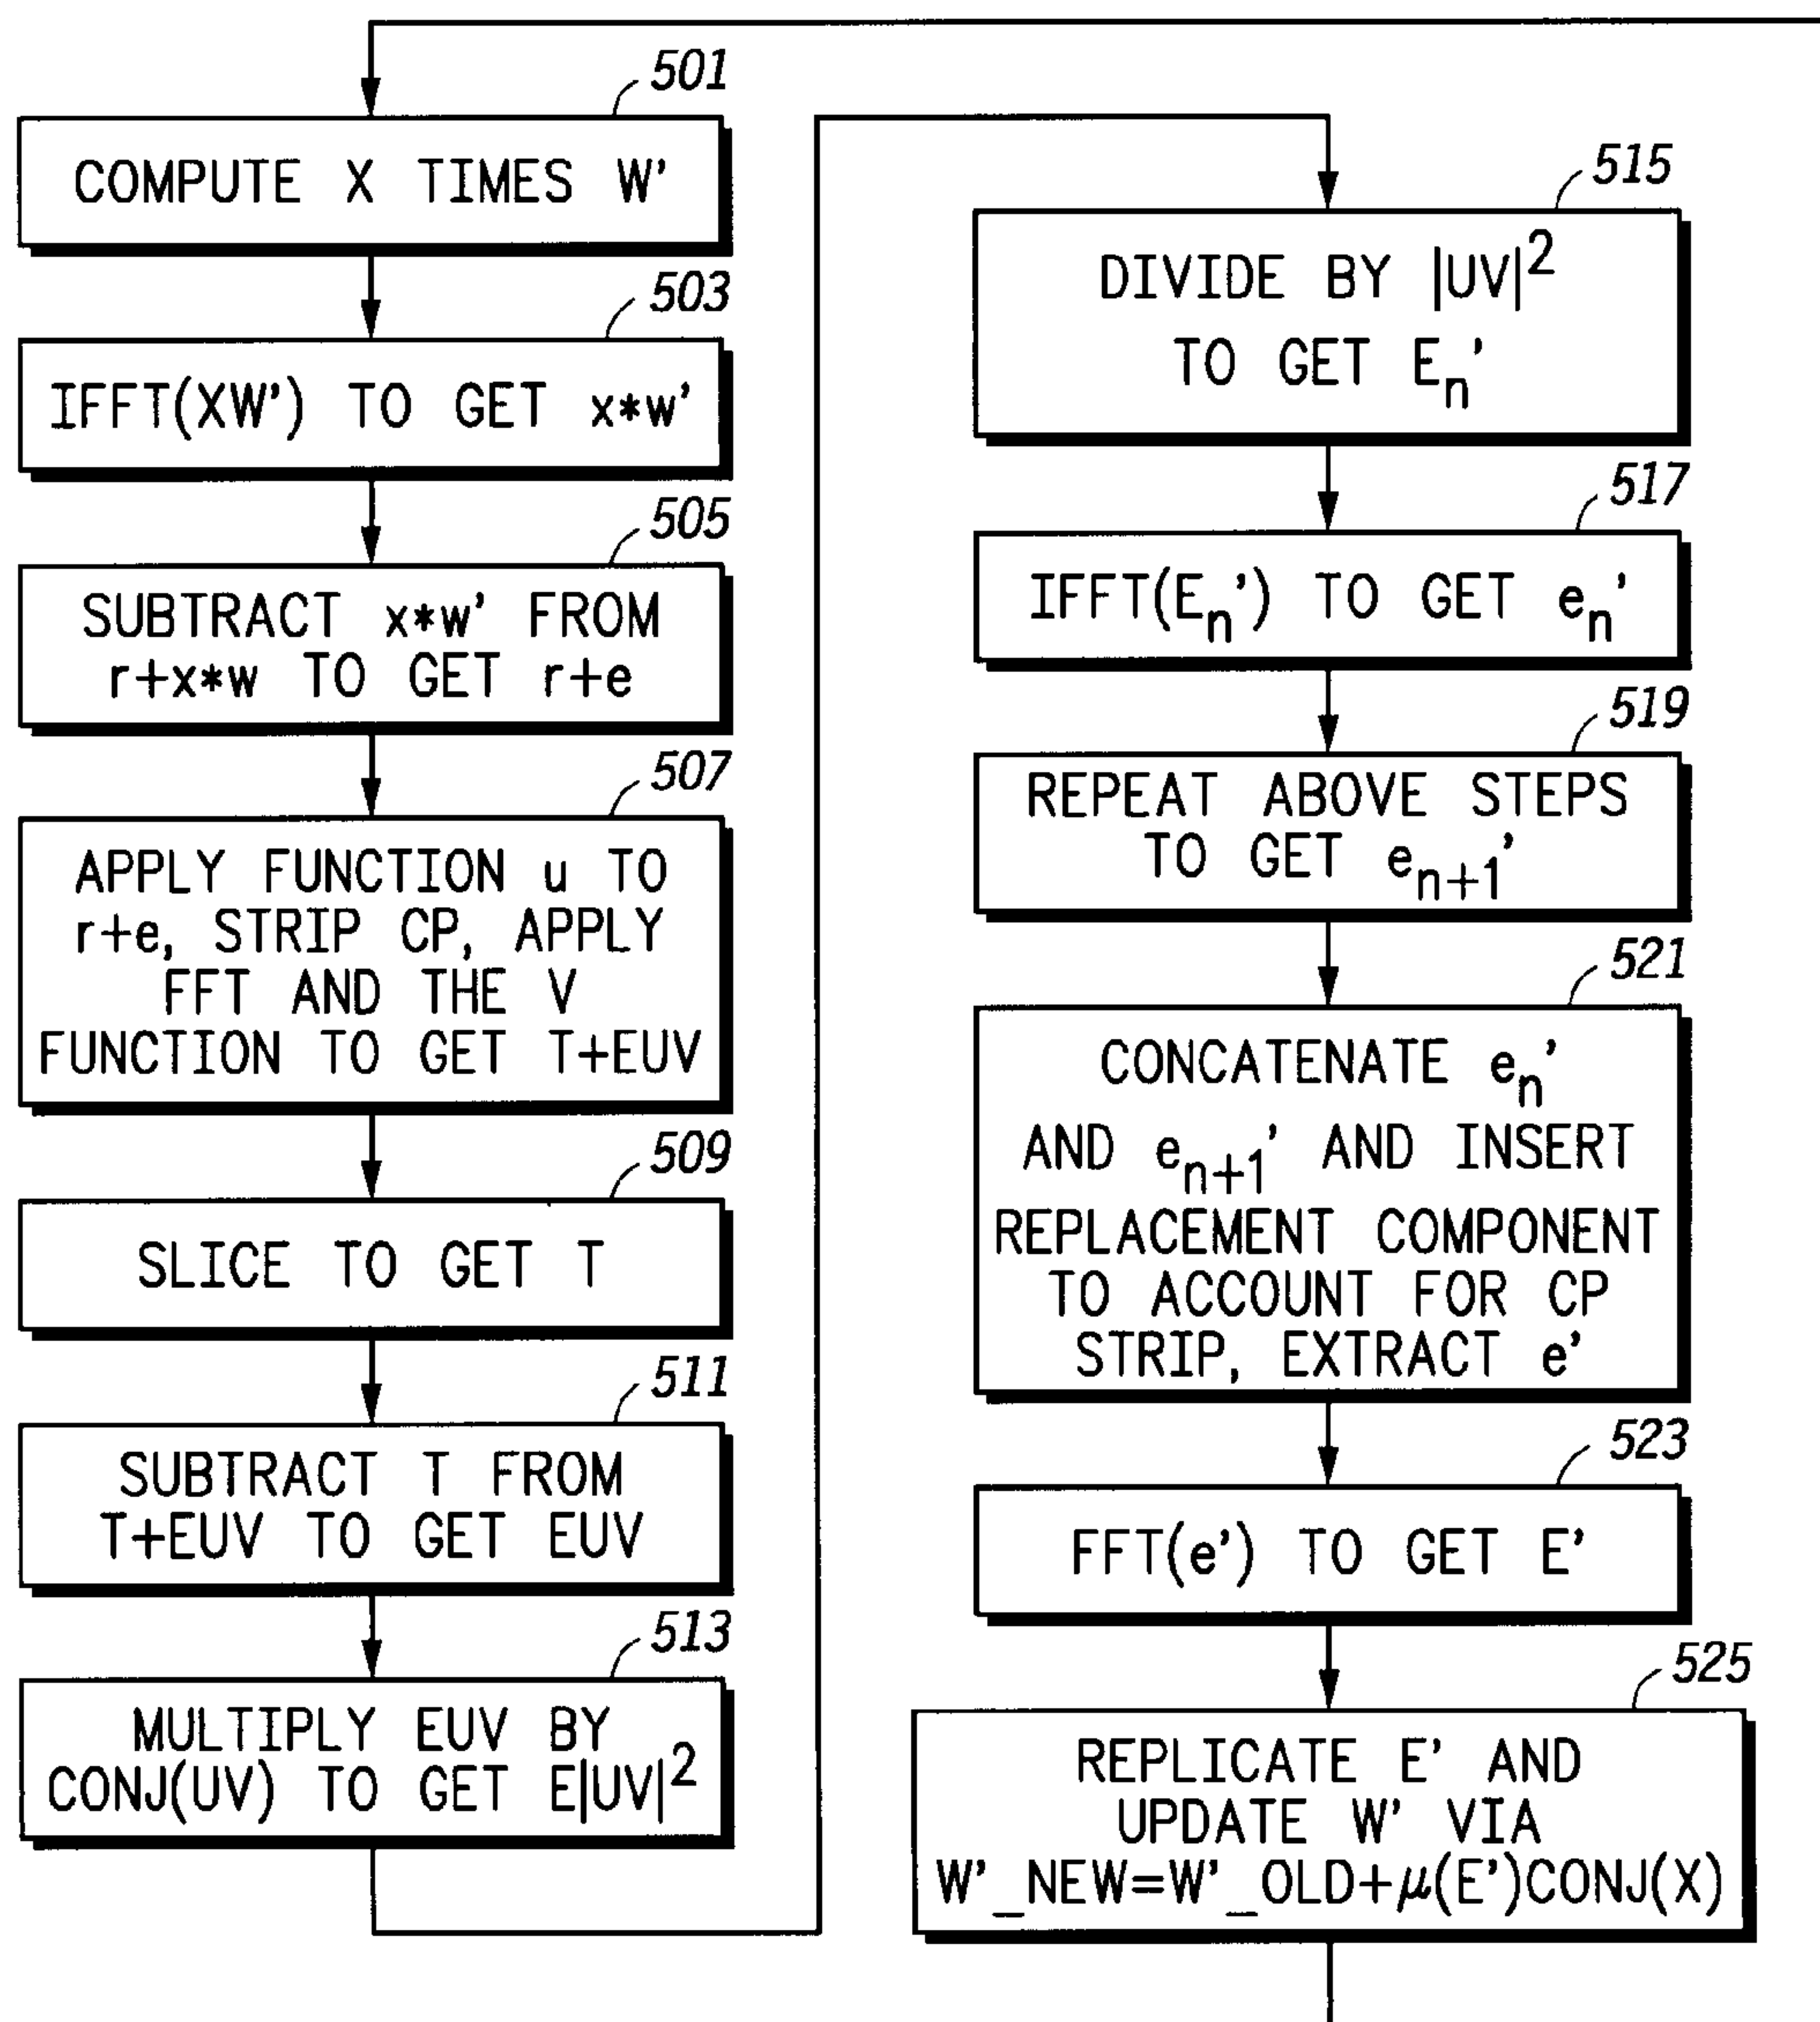 501
COMPUTE X TIMES W'
503
IFFT(XW') TO GET x*w'
505
SUBTRACT x*w' FROM
r+x*w TO GET r+e
507
APPLY FUNCTION u TO
r+e, STRIP CP, APPLY
FFT AND THE V
FUNCTION TO GET T+EUV
509
SLICE TO GET T
511
SUBTRACT T FROM
T+EUV TO GET EUV
513
MULTIPLY EUV BY
CONJ(UV) TO GET E|UV|²
515
DIVIDE BY |UV|²
TO GET Eₙ'
517
IFFT(Eₙ') TO GET eₙ'
519
REPEAT ABOVE STEPS
TO GET eₙ₊₁'
521
CONCATENATE eₙ'
AND eₙ₊₁' AND INSERT
REPLACEMENT COMPONENT
TO ACCOUNT FOR CP
STRIP, EXTRACT e'
523
FFT(e') TO GET E'
525
REPLICATE E' AND
UPDATE W' VIA
W'_NEW=W'_OLD+μ(E')CONJ(X)